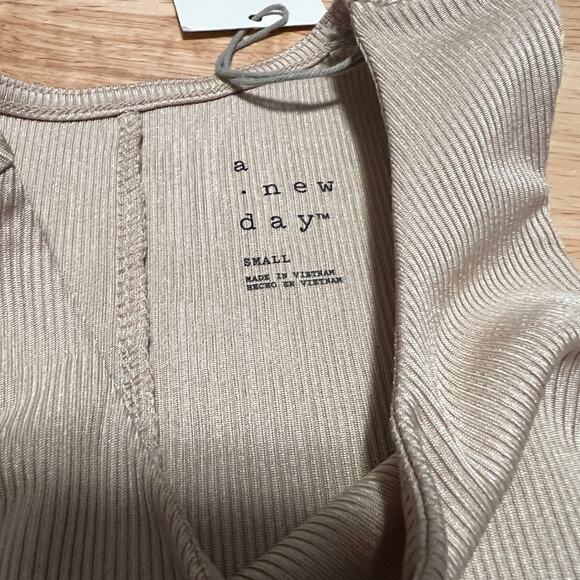 a
.new
day™
SMALL
MADE IN VIETNAM
HECHO EN VIETNAM